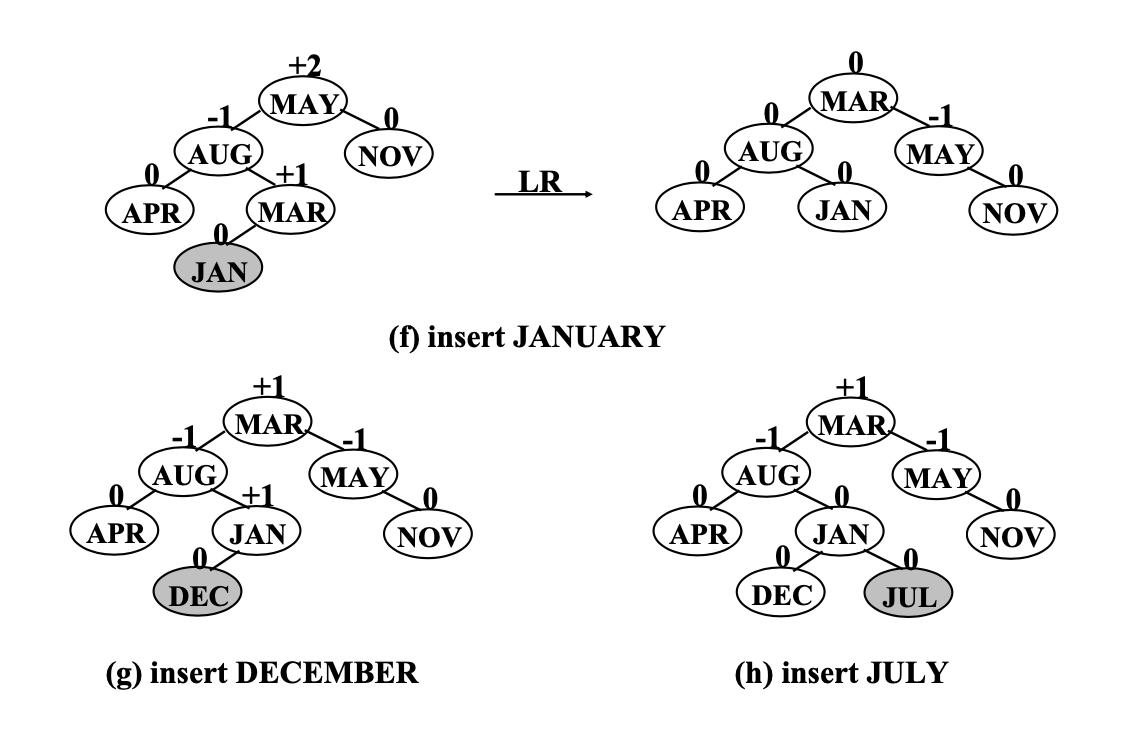 +2
MAY
-1
0
AUG
NOV
0
+1
APR
MAR
0
JAN
LR
0
MAR
0
-1
AUG
MAY
0
0
0
APR
JAN
NOV
(f) insert JANUARY
+1
MAR
-1
-1
AUG
MAY
0
+1
0
APR
JAN
NOV
0
DEC
(g) insert DECEMBER
+1
MAR
-1
-1
AUG
MAY
0
0
0
APR
JAN
NOV
0
0
DEC
JUL
(h) insert JULY